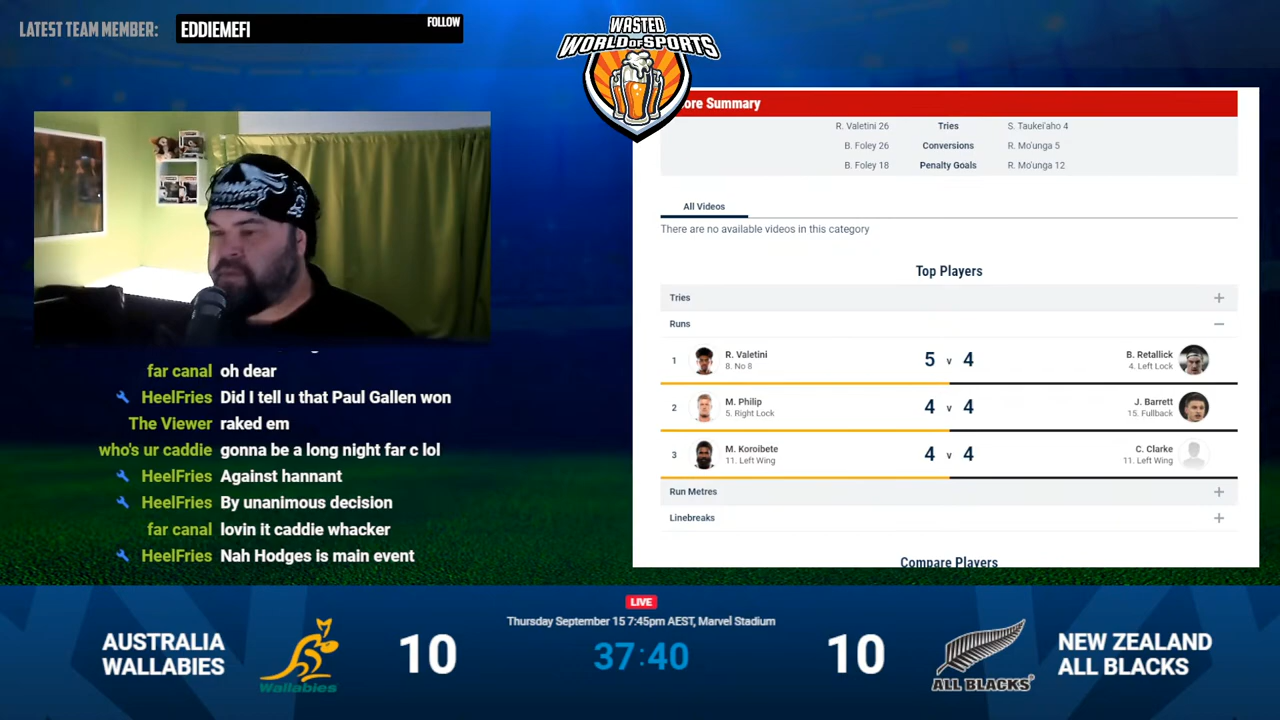 LATEST TEAM MEMBER:
EDDIEMEFI
FOLLOW
WASTED
WORLD OF SPORTS
ore Summary
R. Valetini 26 Tries S. Taukei'aho 4
B. Foley 26 Conversions R. Mo'unga 5
B. Foley 18 Penalty Goals R. Mo'unga 12
All Videos
There are no available videos in this category
Top Players
Tries
Runs
1 R. Valetini 5 v 4 B. Retallick
8. No 8 4. Left Lock
2 M. Philip 4 v 4 J. Barrett
5. Right Lock 15. Fullback
3 M. Koroibete 4 v 4 C. Clarke
11. Left Wing 11. Left Wing
Run Metres
Linebreaks
Compare Players
far canal oh dear
HeelFries Did I tell u that Paul Gallen won
The Viewer raked em
who's ur caddie gonna be a long night far c lol
HeelFries Against hannant
HeelFries By unanimous decision
far canal lovin it caddie whacker
HeelFries Nah Hodges is main event
LIVE
Thursday September 15 7:45pm AEST, Marvel Stadium
AUSTRALIA
WALLABIES
Wallabies
10
37:40
10
ALL BLACKS
NEW ZEALAND
ALL BLACKS